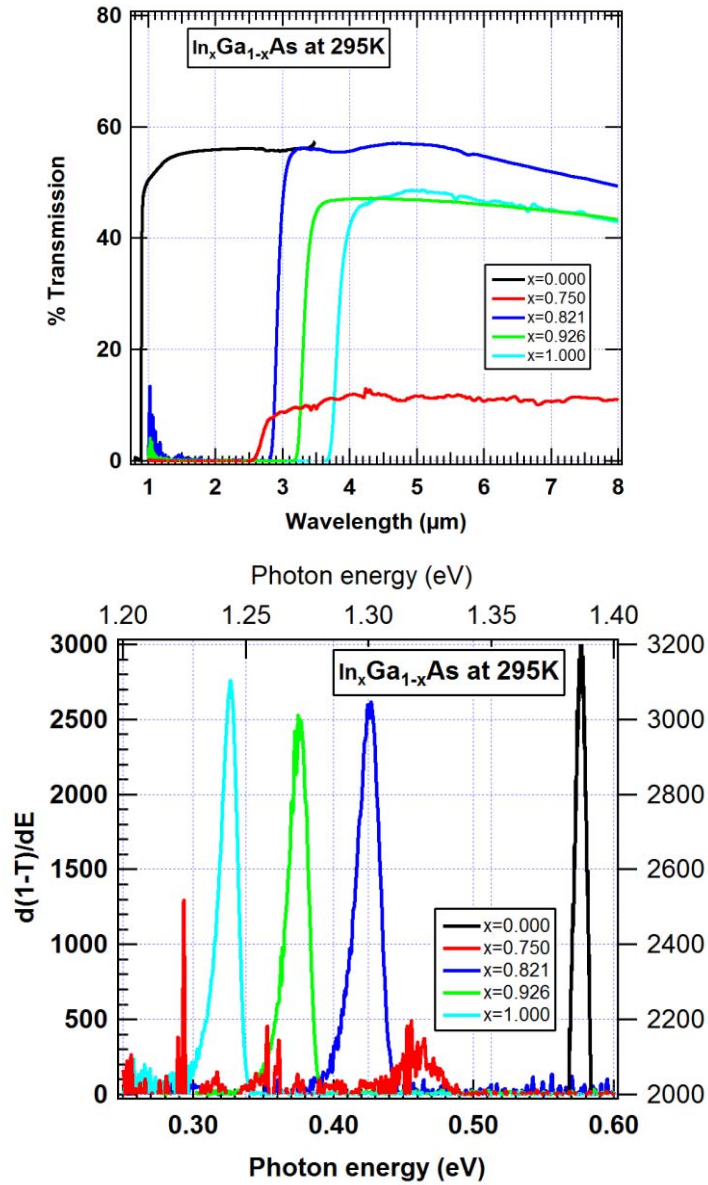 80
60
40
20
0
% Transmission
InₓGa₁₋ₓAs at 295K
x=0.000
x=0.750
x=0.821
x=0.926
x=1.000
1 2 3 4 5 6 7 8
Wavelength (µm)
Photon energy (eV)
1.20 1.25 1.30 1.35 1.40
3000
2500
2000
1500
1000
500
0
d(1-T)/dE
InₓGa₁₋ₓAs at 295K
x=0.000
x=0.750
x=0.821
x=0.926
x=1.000
3200
3000
2800
2600
2400
2200
2000
0.30 0.40 0.50 0.60
Photon energy (eV)